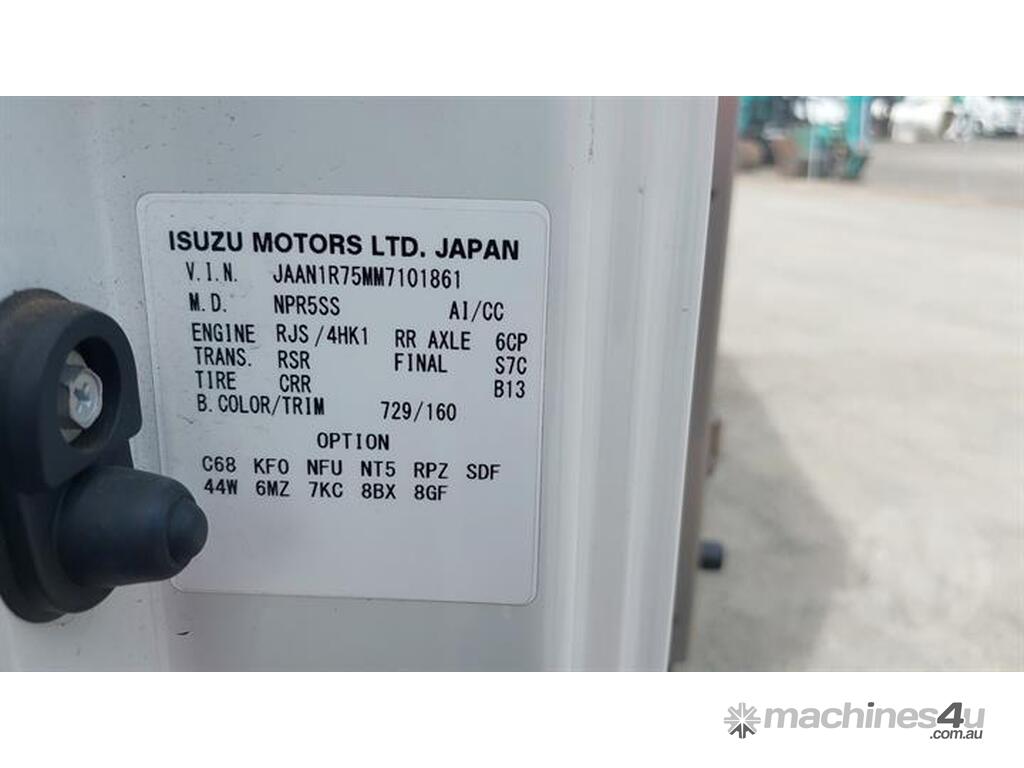 ISUZU MOTORS LTD. JAPAN
V.I.N. JAAN1R75MM7101861
M.D. NPR5SS AI/CC
ENGINE RJS/4HK1 RR AXLE 6CP
TRANS. RSR FINAL S7C
TIRE CRR B13
B.COLOR/TRIM 729/160
OPTION
C68 KFO NFU NT5 RPZ SDF
44W 6MZ 7KC 8BX 8GF
machines4u
.com.au